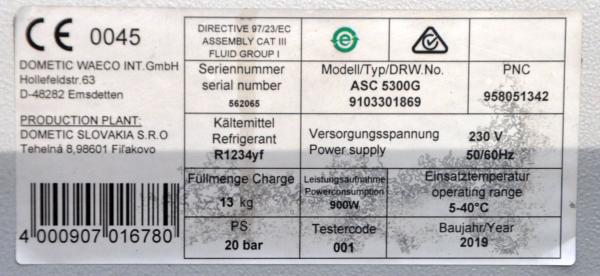 CE 0045
DOMETIC WAECO INT.GmbH
Hollefeldstr.63
D-48282 Emsdetten
PRODUCTION PLANT:
DOMETIC SLOVAKIA S.R.O
Tehelná 8,98601 Fiľakovo
4 000907 016780
DIRECTIVE 97/23/EC
ASSEMBLY CAT III
FLUID GROUP I
Seriennummer
serial number
562065
Modell/Typ/DRW.No.
ASC 5300G
9103301869
PNC
958051342
Kältemittel
Refrigerant
R1234yf
Versorgungsspannung
Power supply
230 V
50/60Hz
Füllmenge Charge
13 kg
Leistungsaufnahme
Powerconsumption
900W
Einsatztemperatur
operating range
5-40°C
PS
20 bar
Testercode
001
Baujahr/Year
2019